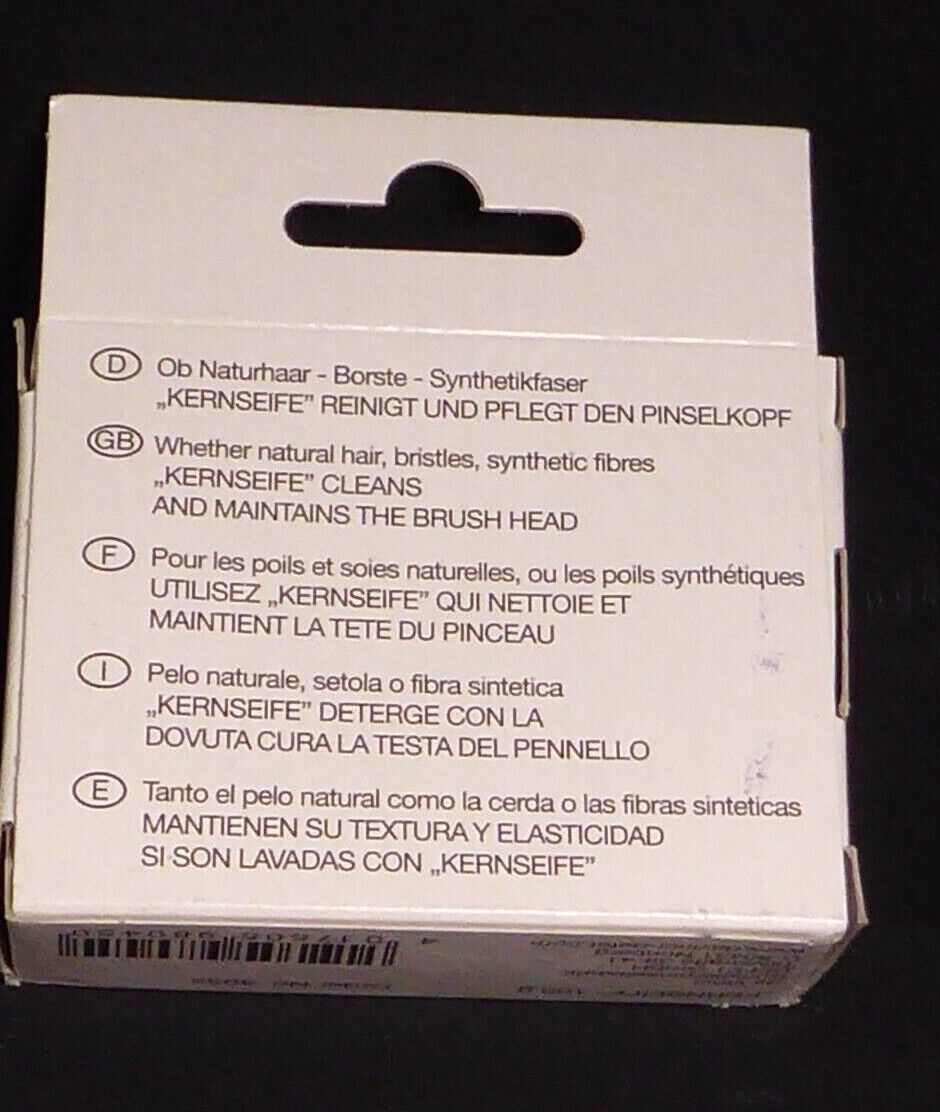 D Ob Naturhaar - Borste - Synthetikfaser
„KERNSEIFE” REINIGT UND PFLEGT DEN PINSELKOPF
GB Whether natural hair, bristles, synthetic fibres
„KERNSEIFE” CLEANS
AND MAINTAINS THE BRUSH HEAD
F Pour les poils et soies naturelles, ou les poils synthétiques
UTILISEZ „KERNSEIFE” QUI NETTOIE ET
MAINTIENT LA TETE DU PINCEAU
I Pelo naturale, setola o fibra sintetica
„KERNSEIFE” DETERGE CON LA
DOVUTA CURA LA TESTA DEL PENNELLO
E Tanto el pelo natural como la cerda o las fibras sinteticas
MANTIENEN SU TEXTURA Y ELASTICIDAD
SI SON LAVADAS CON „KERNSEIFE”